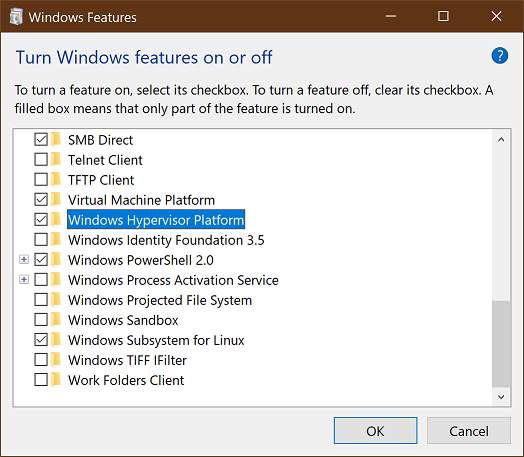 Windows Features
Turn Windows features on or off
?
To turn a feature on, select its checkbox. To turn a feature off, clear its checkbox. A
filled box means that only part of the feature is turned on.
SMB Direct
Telnet Client
TFTP Client
Virtual Machine Platform
Windows Hypervisor Platform
Windows Identity Foundation 3.5
Windows PowerShell 2.0
Windows Process Activation Service
Windows Projected File System
Windows Sandbox
Windows Subsystem for Linux
Windows TIFF IFilter
Work Folders Client
OK
Cancel